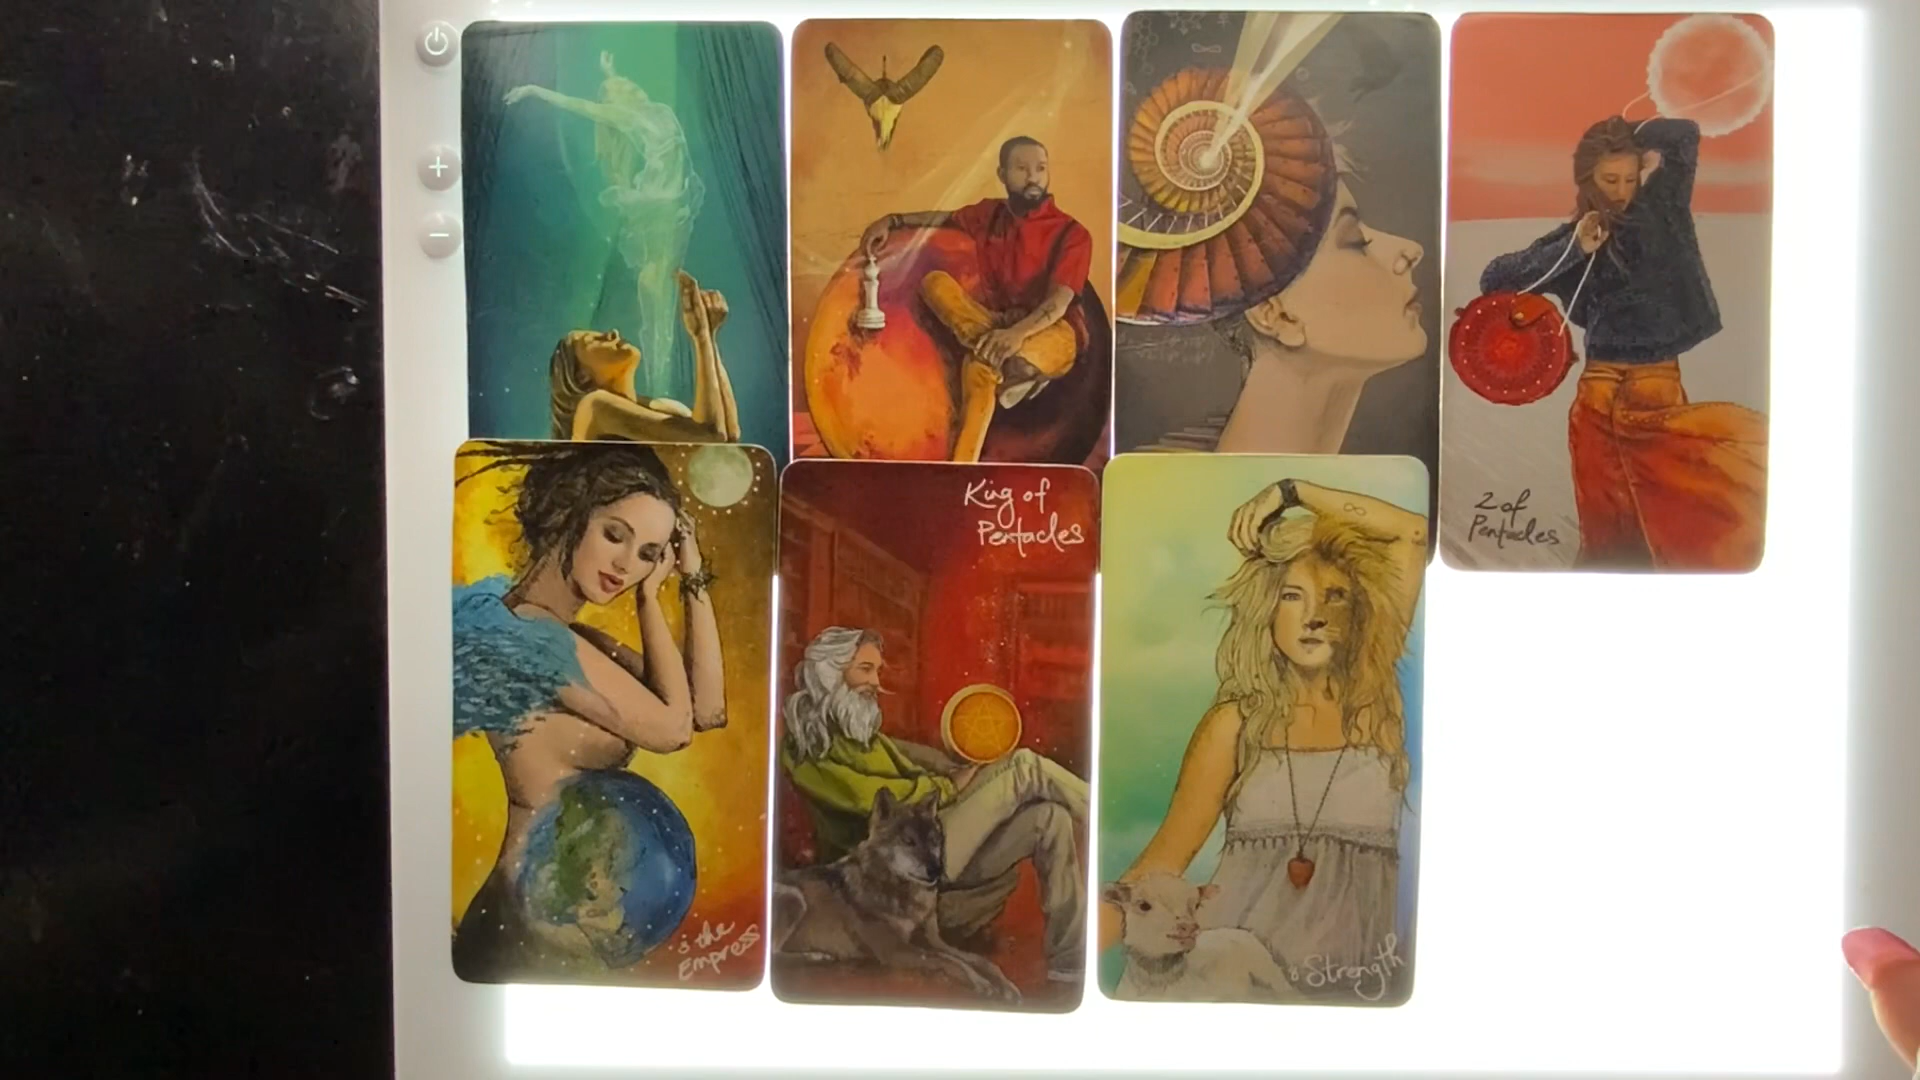 2 of
Pentacles
King of
Pentacles
3 the
Empress
8 Strength